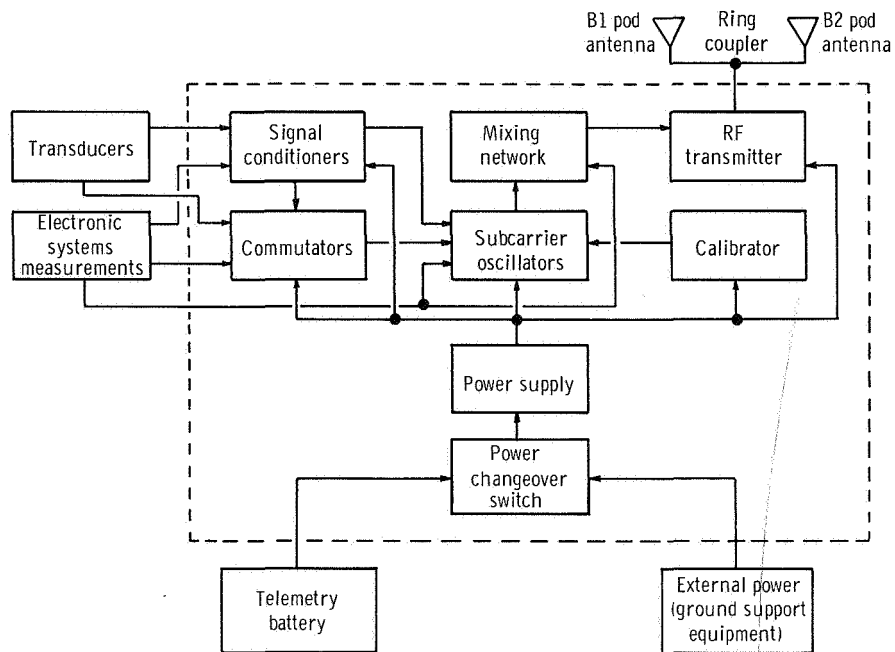 B1 pod
antenna
Ring
coupler
B2 pod
antenna
Transducers
Signal
conditioners
Mixing
network
RF
transmitter
Electronic
systems
measurements
Commutators
Subcarrier
oscillators
Calibrator
Power supply
Power
changeover
switch
Telemetry
battery
External power
(ground support
equipment)